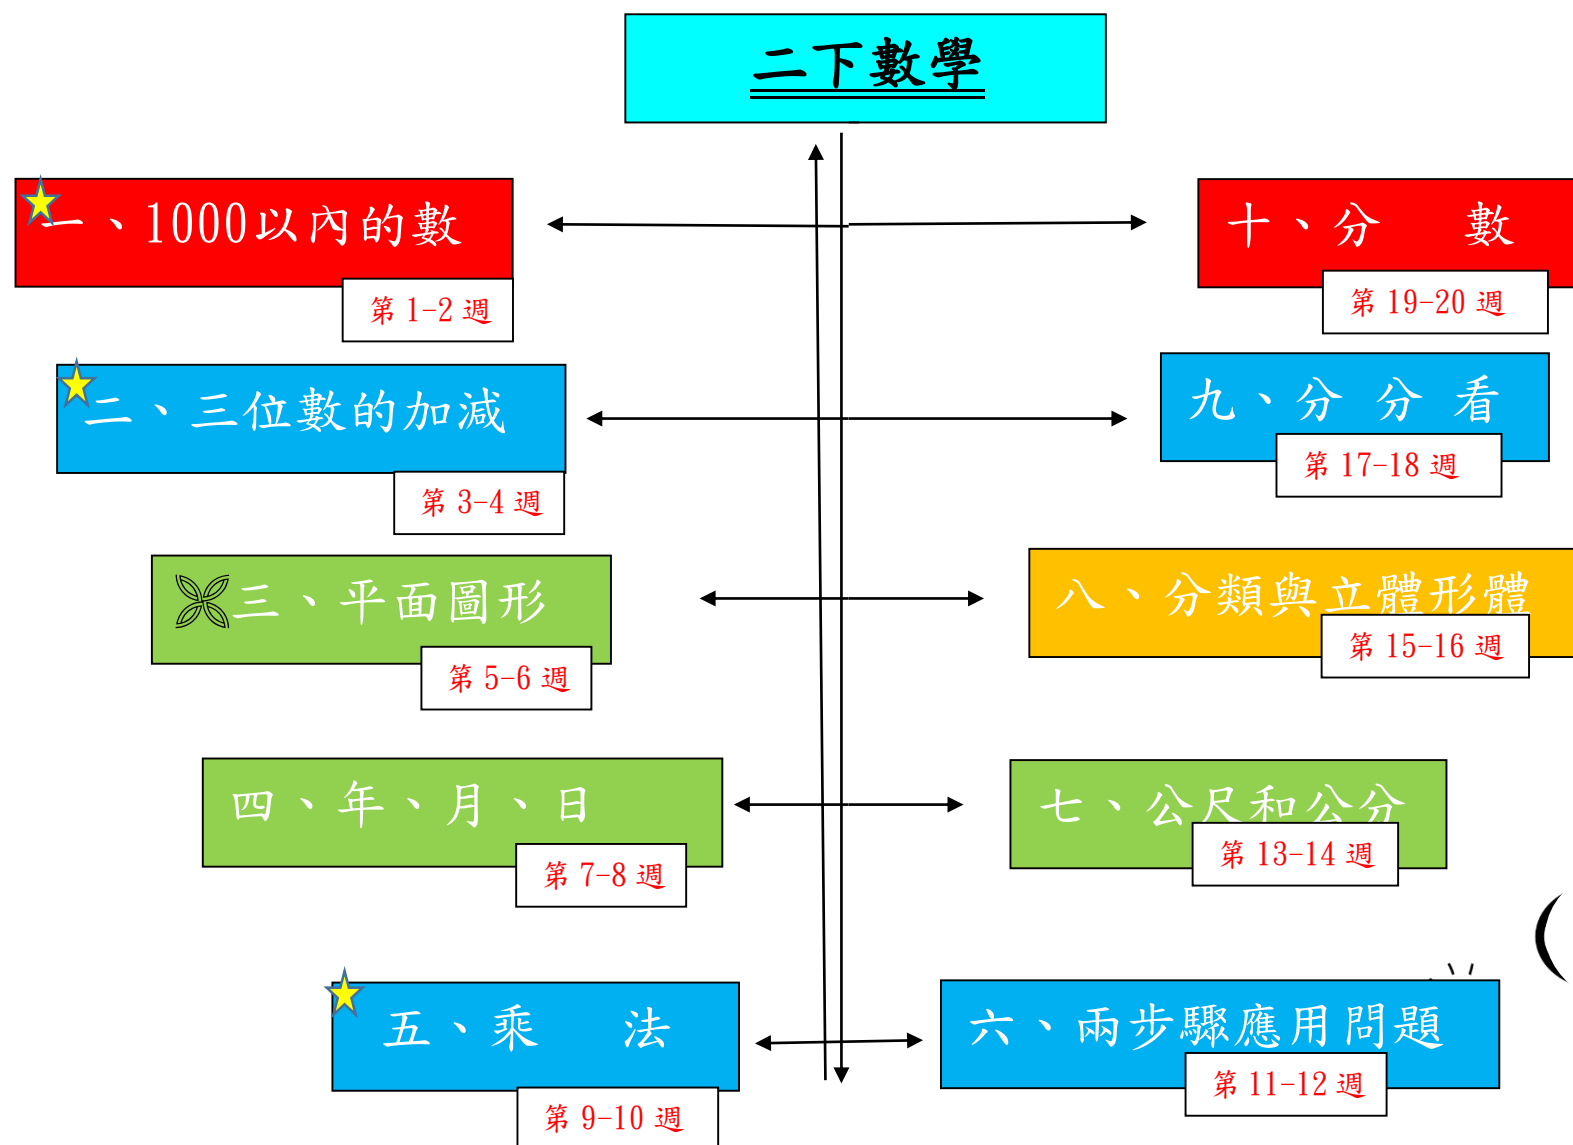 二下數學
一、1000以內的數
第 1-2 週
二、三位數的加減
第 3-4 週
三、平面圖形
第 5-6 週
四、年、月、日
第 7-8 週
五、乘　法
第 9-10 週
六、兩步驟應用問題
第 11-12 週
七、公尺和公分
第 13-14 週
八、分類與立體形體
第 15-16 週
九、分 分 看
第 17-18 週
十、分　數
第 19-20 週